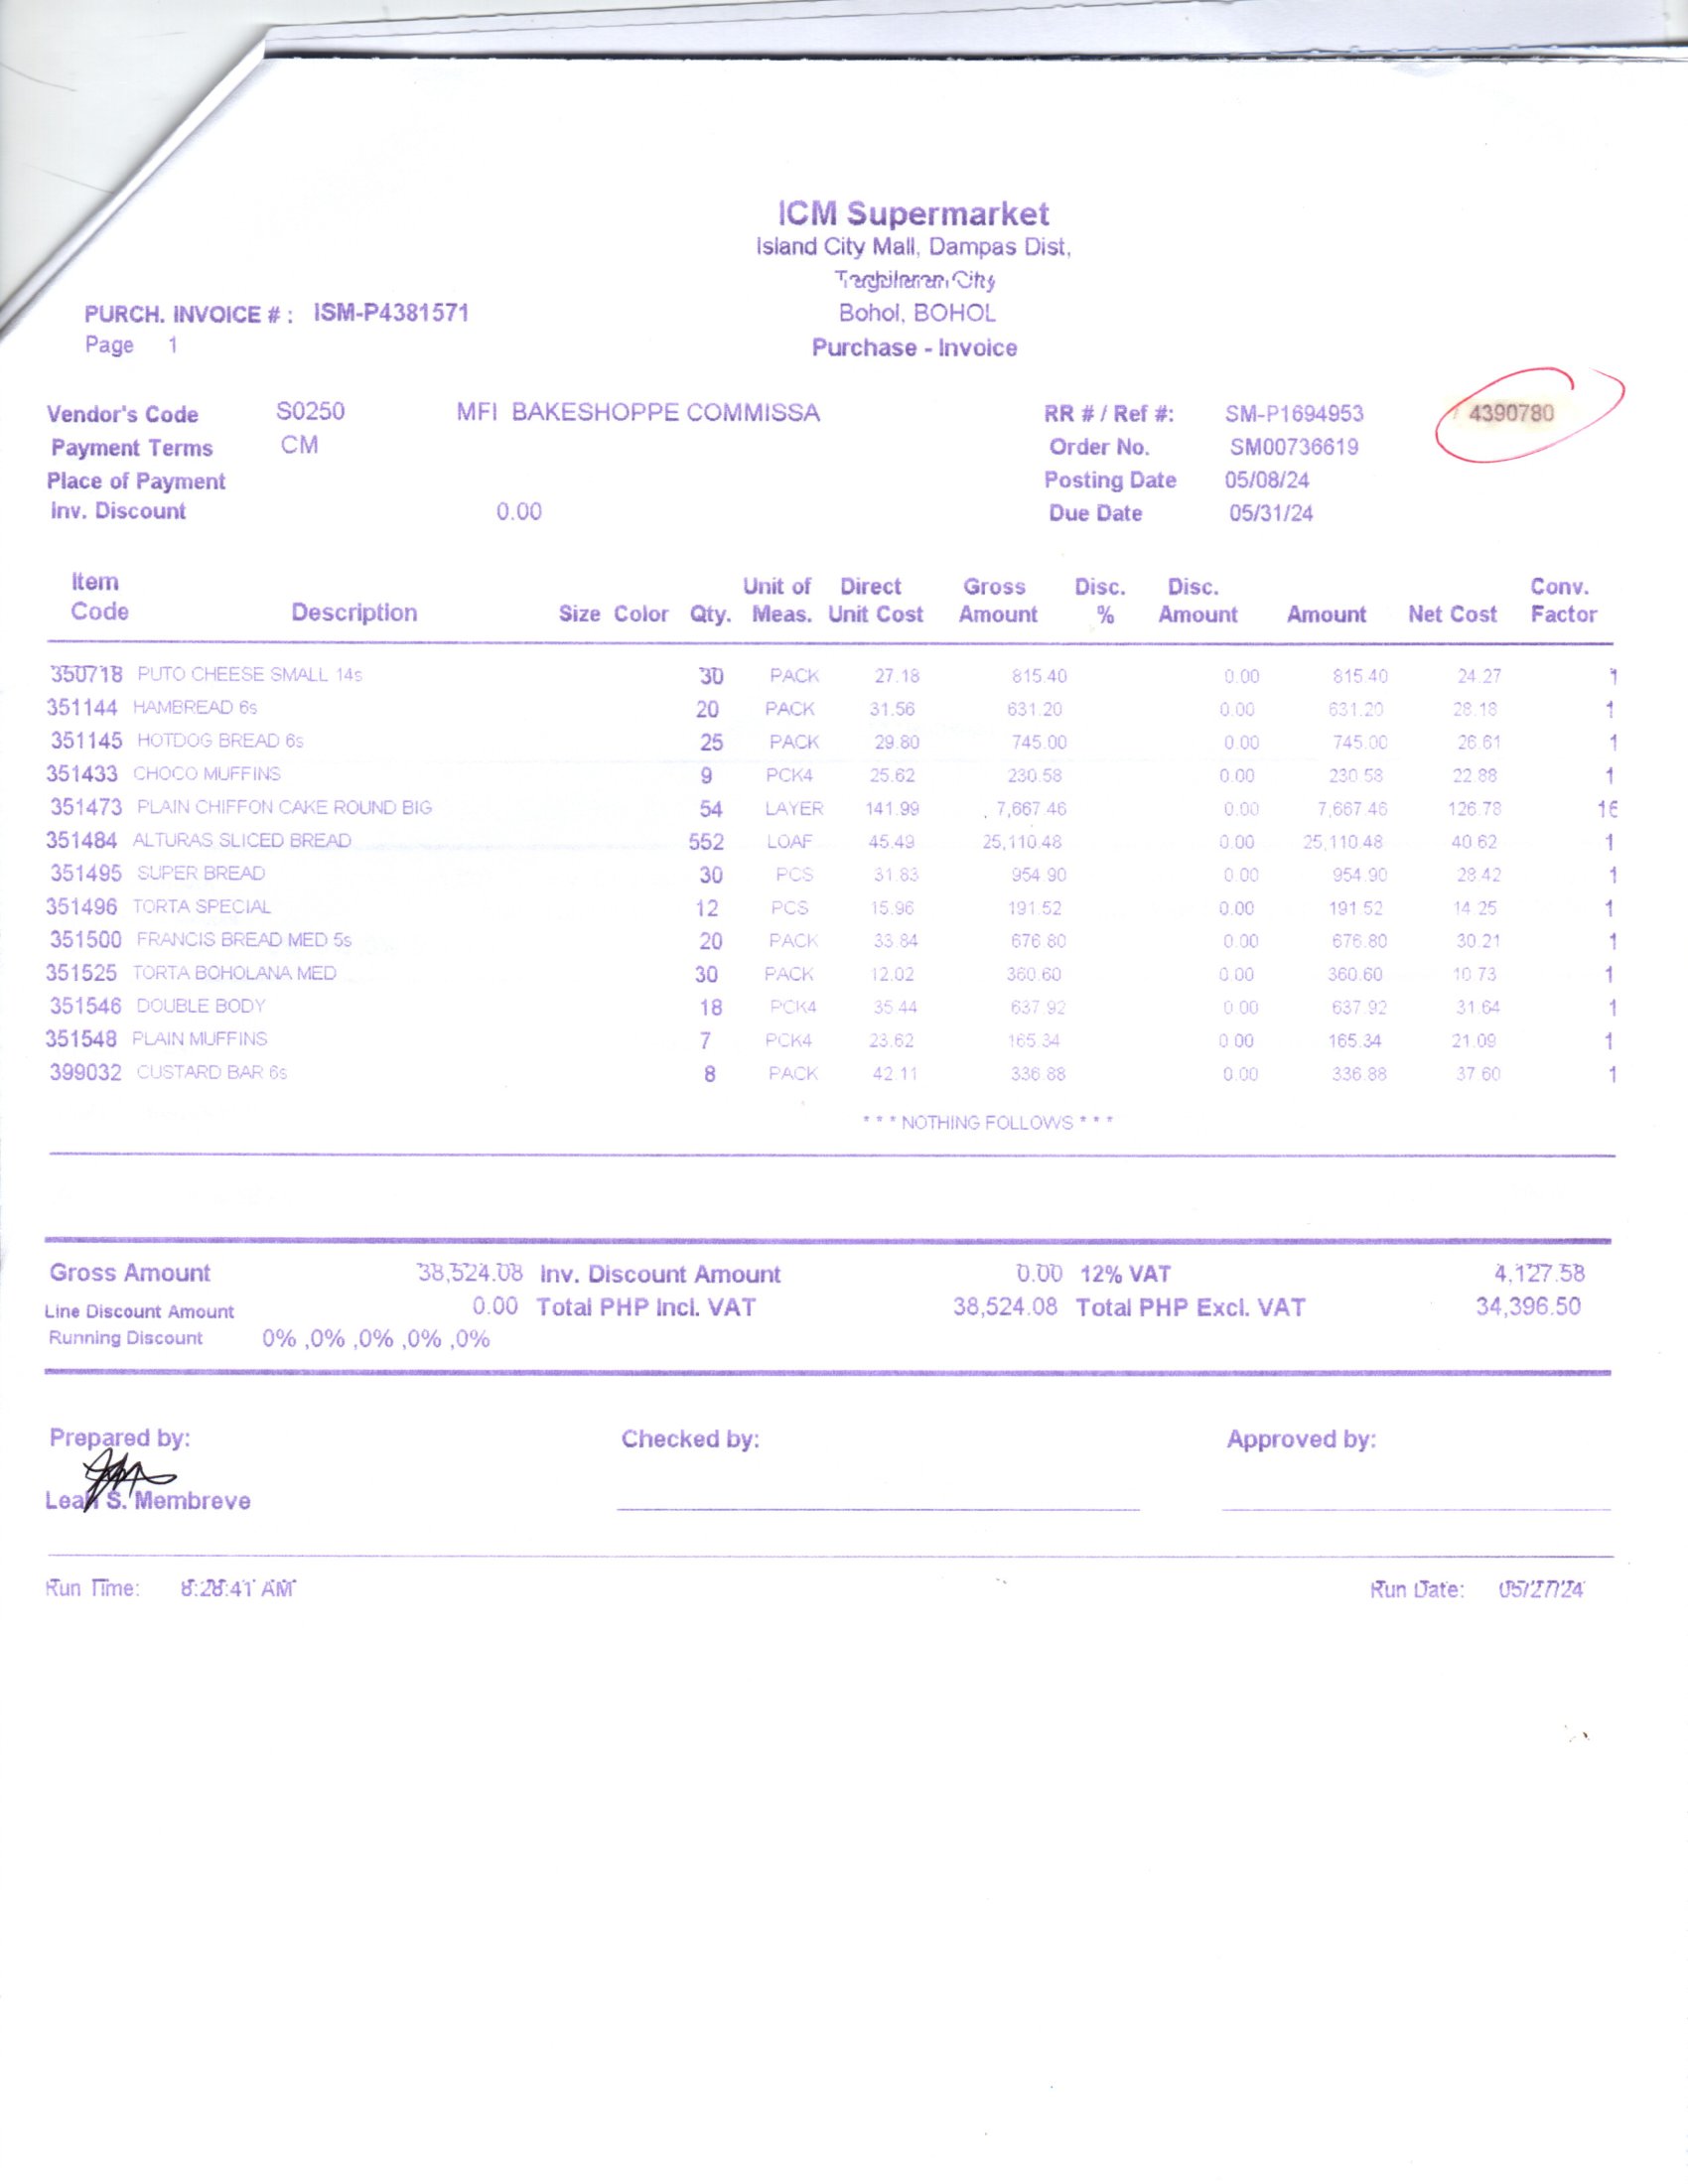 ICM Supermarket
Island City Mall, Dampas Dist,
Tagbilaran City
PURCH. INVOICE # : ISM-P4381571 Bohol, BOHOL
Page 1 Purchase - Invoice
Vendor's Code S0250 MFI BAKESHOPPE COMMISSA RR # / Ref #: SM-P1694953 4390780
Payment Terms CM Order No. SM00736619
Place of Payment Posting Date 05/08/24
Inv. Discount 0.00 Due Date 05/31/24
Item Unit of Direct Gross Disc. Disc. Conv.
Code Description Size Color Qty. Meas. Unit Cost Amount % Amount Amount Net Cost Factor
350718 PUTO CHEESE SMALL 14s 30 PACK 27.18 815.40 0.00 815.40 24.27 1
351144 HAMBREAD 6s 20 PACK 31.56 631.20 0.00 631.20 28.18 1
351145 HOTDOG BREAD 6s 25 PACK 29.80 745.00 0.00 745.00 26.61 1
351433 CHOCO MUFFINS 9 PCK4 25.62 230.58 0.00 230.58 22.88 1
351473 PLAIN CHIFFON CAKE ROUND BIG 54 LAYER 141.99 7,667.46 0.00 7,667.46 126.78 16
351484 ALTURAS SLICED BREAD 552 LOAF 45.49 25,110.48 0.00 25,110.48 40.62 1
351495 SUPER BREAD 30 PCS 31.83 954.90 0.00 954.90 28.42 1
351496 TORTA SPECIAL 12 PCS 15.96 191.52 0.00 191.52 14.25 1
351500 FRANCIS BREAD MED 5s 20 PACK 33.84 676.80 0.00 676.80 30.21 1
351525 TORTA BOHOLANA MED 30 PACK 12.02 360.60 0.00 360.60 10.73 1
351546 DOUBLE BODY 18 PCK4 35.44 637.92 0.00 637.92 31.64 1
351548 PLAIN MUFFINS 7 PCK4 23.62 165.34 0.00 165.34 21.09 1
399032 CUSTARD BAR 6s 8 PACK 42.11 336.88 0.00 336.88 37.60 1
* * * NOTHING FOLLOWS * * *
Gross Amount 38,524.08 Inv. Discount Amount 0.00 12% VAT 4,127.58
Line Discount Amount 0.00 Total PHP Incl. VAT 38,524.08 Total PHP Excl. VAT 34,396.50
Running Discount 0% ,0% ,0% ,0% ,0%
Prepared by: Checked by: Approved by:
Leah S. Membreve
Run Time: 8:28:41 AM Run Date: 05/27/24